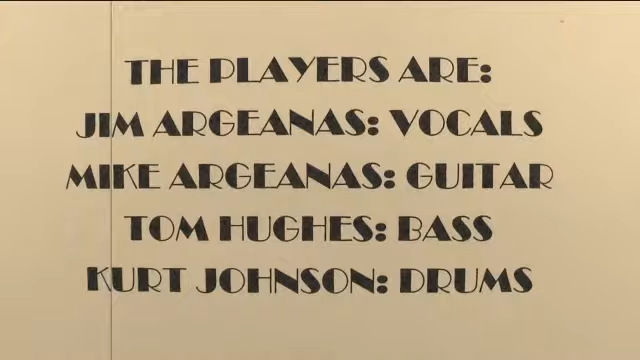 THE PLAYERS ARE:
JIM ARGEANAS: VOCALS
MIKE ARGEANAS: GUITAR
TOM HUGHES: BASS
KURT JOHNSON: DRUMS